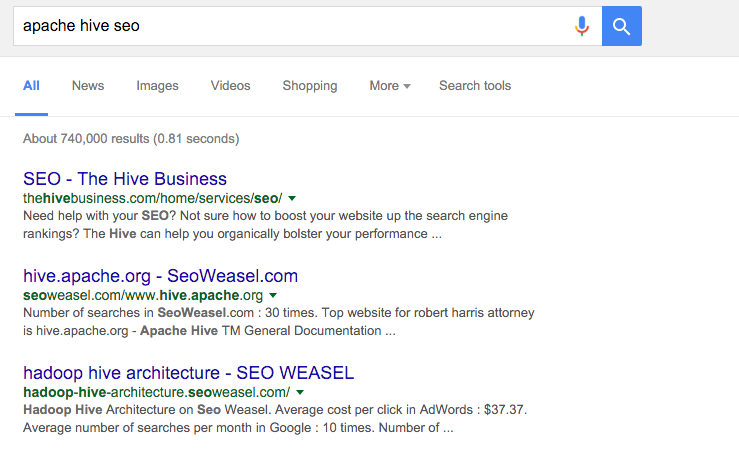 apache hive seo
All News Images Videos Shopping More Search tools
About 740,000 results (0.81 seconds)
SEO - The Hive Business
thehivebusiness.com/home/services/seo/
Need help with your SEO? Not sure how to boost your website up the search engine
rankings? The Hive can help you organically bolster your performance ...
hive.apache.org - SeoWeasel.com
seoweasel.com/www.hive.apache.org
Number of searches in SeoWeasel.com : 30 times. Top website for robert harris attorney
is hive.apache.org - Apache Hive TM General Documentation ...
hadoop hive architecture - SEO WEASEL
hadoop-hive-architecture.seoweasel.com/
Hadoop Hive Architecture on Seo Weasel. Average cost per click in AdWords : $37.37.
Average number of searches per month in Google : 10 times. Number of ...